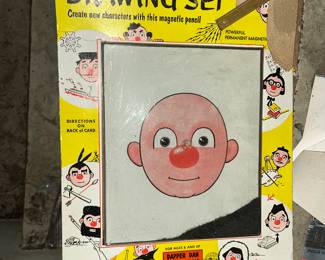 DRAWING SET
Create new characters with this magnetic pencil
POWERFUL
PERMANENT MAGNET
DIRECTIONS
ON
BACK of CARD
FOR AGES 5 AND UP
DAPPER DAN